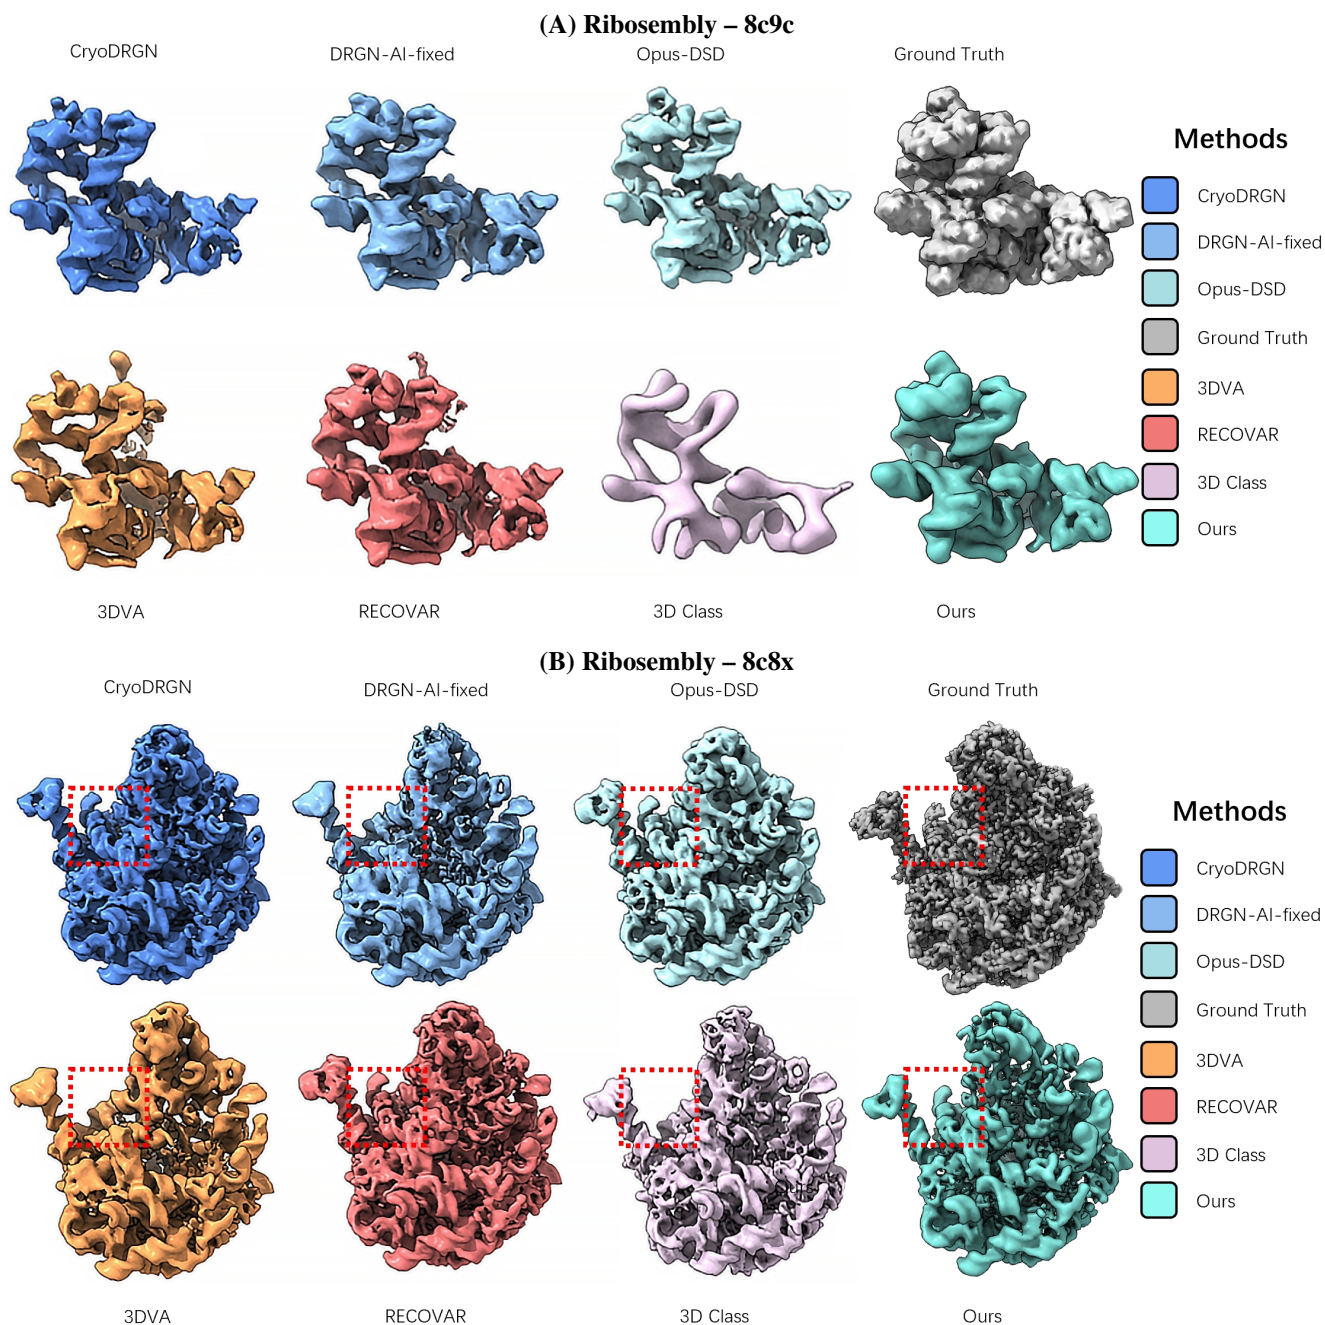 (A) Ribosembly – 8c9c
CryoDRGN
DRGN-AI-fixed
Opus-DSD
Ground Truth
Methods
CryoDRGN
DRGN-AI-fixed
Opus-DSD
Ground Truth
3DVA
RECOVAR
3D Class
Ours
3DVA
RECOVAR
3D Class
Ours
(B) Ribosembly – 8c8x
CryoDRGN
DRGN-AI-fixed
Opus-DSD
Ground Truth
Methods
CryoDRGN
DRGN-AI-fixed
Opus-DSD
Ground Truth
3DVA
RECOVAR
3D Class
Ours
3DVA
RECOVAR
3D Class
Ours